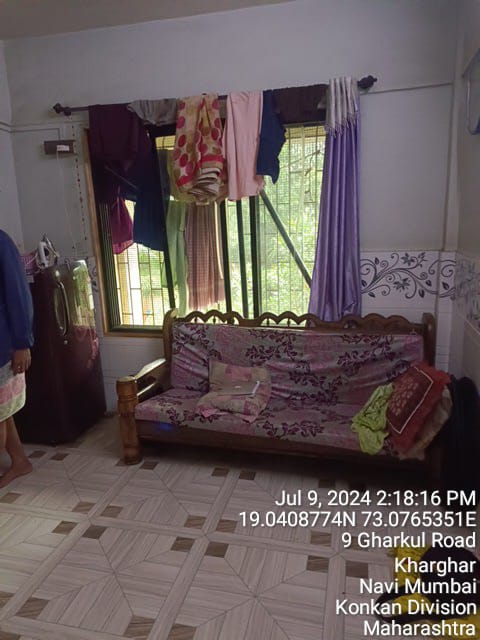 Jul 9, 2024 2:18:16 PM
19.0408774N 73.0765351E
9 Gharkul Road
Kharghar
Navi Mumbai
Konkan Division
Maharashtra